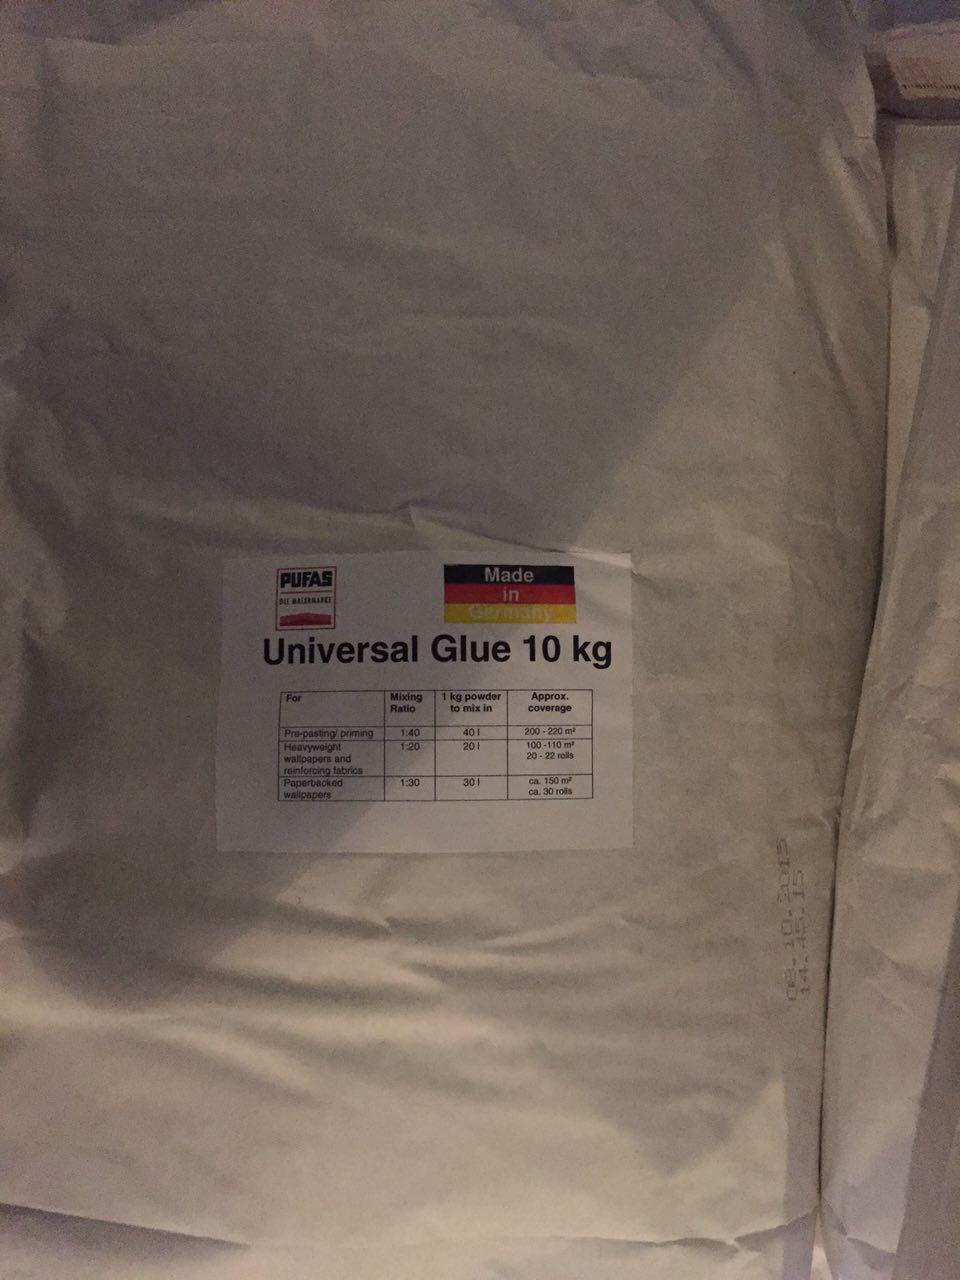 PUFAS
DIE MALERMARKE
Made
in
Germany
Universal Glue 10 kg
For Mixing Ratio 1 kg powder to mix in Approx. coverage
Pre-pasting/ priming 1:40 40 l 200 - 220 m²
Heavyweight wallpapers and reinforcing fabrics 1:20 20 l 100 -110 m² 20 - 22 rolls
Paperbacked wallpapers 1:30 30 l ca. 150 m² ca. 30 rolls
08.10.2015
14.45.15